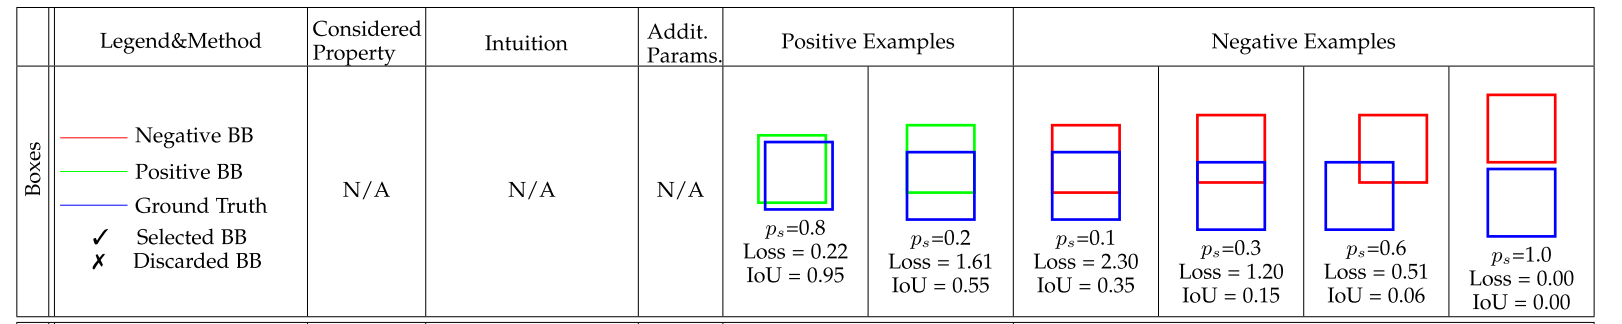 Legend&Method
Considered
Property
Intuition
Addit.
Params.
Positive Examples
Negative Examples
Boxes
Negative BB
Positive BB
Ground Truth
✓ Selected BB
✗ Discarded BB
N/A
N/A
N/A
pₛ=0.8
Loss = 0.22
IoU = 0.95
pₛ=0.2
Loss = 1.61
IoU = 0.55
pₛ=0.1
Loss = 2.30
IoU = 0.35
pₛ=0.3
Loss = 1.20
IoU = 0.15
pₛ=0.6
Loss = 0.51
IoU = 0.06
pₛ=1.0
Loss = 0.00
IoU = 0.00